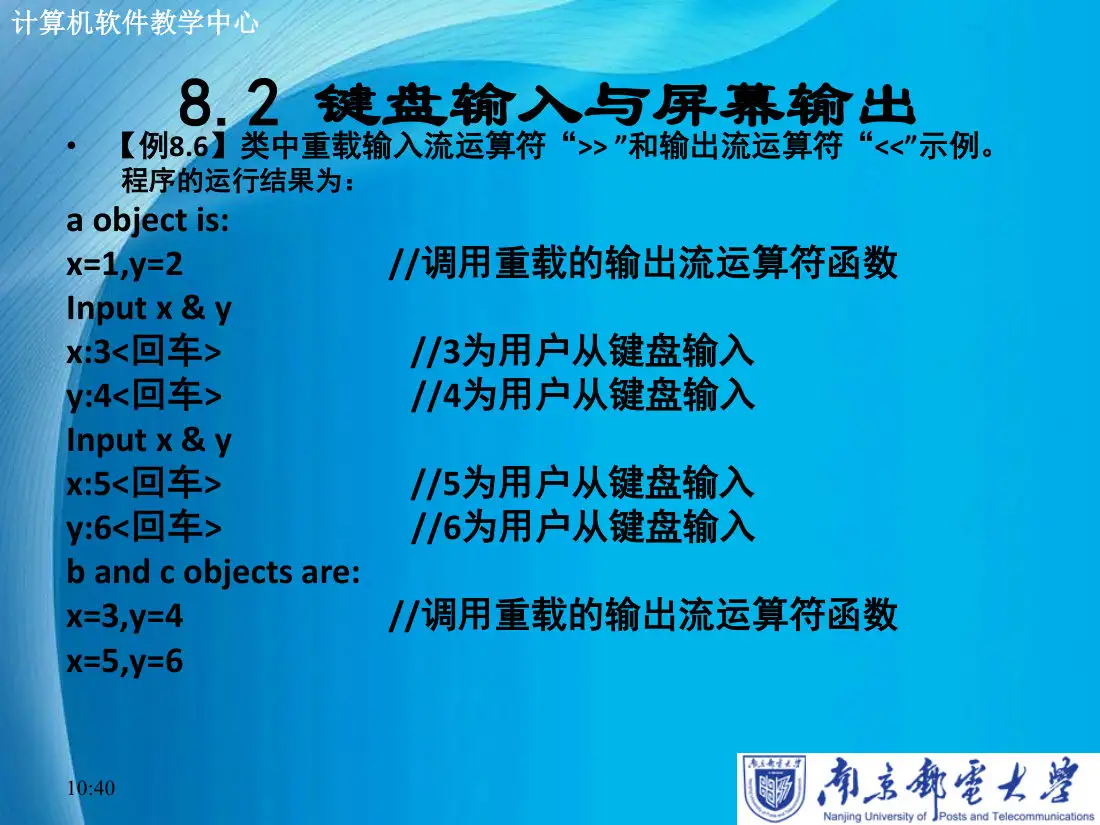 计算机软件教学中心
8.2 键盘输入与屏幕输出
• 【例8.6】类中重载输入流运算符“>> ”和输出流运算符“<<”示例。
程序的运行结果为：
a object is:
x=1,y=2 //调用重载的输出流运算符函数
Input x & y
x:3<回车> //3为用户从键盘输入
y:4<回车> //4为用户从键盘输入
Input x & y
x:5<回车> //5为用户从键盘输入
y:6<回车> //6为用户从键盘输入
b and c objects are:
x=3,y=4 //调用重载的输出流运算符函数
x=5,y=6
10:40
南京郵電大學
Nanjing University of Posts and Telecommunications